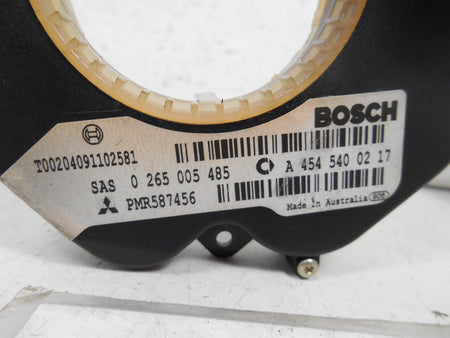 BOSCH
T00204091102581
SAS 0 265 005 485 A 454 540 02 17
PMR587456 Made in Australia